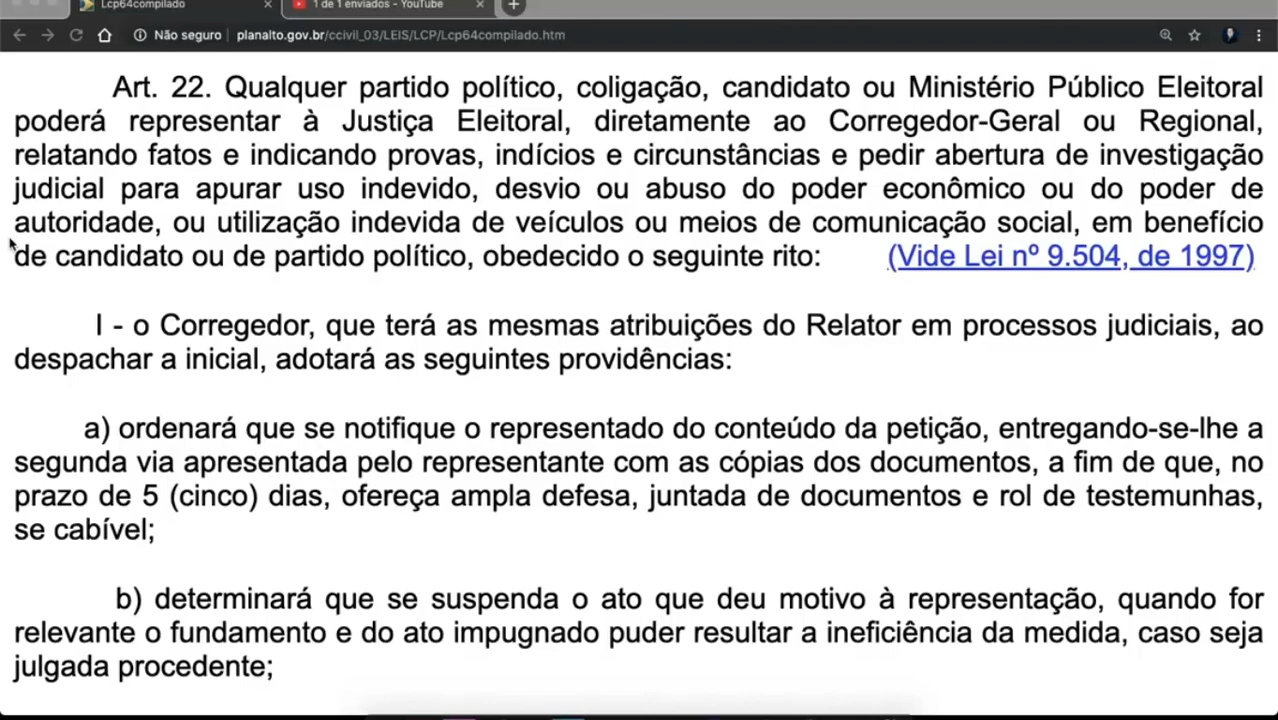 Lcp64compilado
1 de 1 enviados - YouTube
Não seguro
planalto.gov.br/ccivil_03/LEIS/LCP/Lcp64compilado.htm
Art. 22. Qualquer partido político, coligação, candidato ou Ministério Público Eleitoral
poderá representar à Justiça Eleitoral, diretamente ao Corregedor-Geral ou Regional,
relatando fatos e indicando provas, indícios e circunstâncias e pedir abertura de investigação
judicial para apurar uso indevido, desvio ou abuso do poder econômico ou do poder de
autoridade, ou utilização indevida de veículos ou meios de comunicação social, em benefício
de candidato ou de partido político, obedecido o seguinte rito: (Vide Lei nº 9.504, de 1997)
I - o Corregedor, que terá as mesmas atribuições do Relator em processos judiciais, ao
despachar a inicial, adotará as seguintes providências:
a) ordenará que se notifique o representado do conteúdo da petição, entregando-se-lhe a
segunda via apresentada pelo representante com as cópias dos documentos, a fim de que, no
prazo de 5 (cinco) dias, ofereça ampla defesa, juntada de documentos e rol de testemunhas,
se cabível;
b) determinará que se suspenda o ato que deu motivo à representação, quando for
relevante o fundamento e do ato impugnado puder resultar a ineficiência da medida, caso seja
julgada procedente;